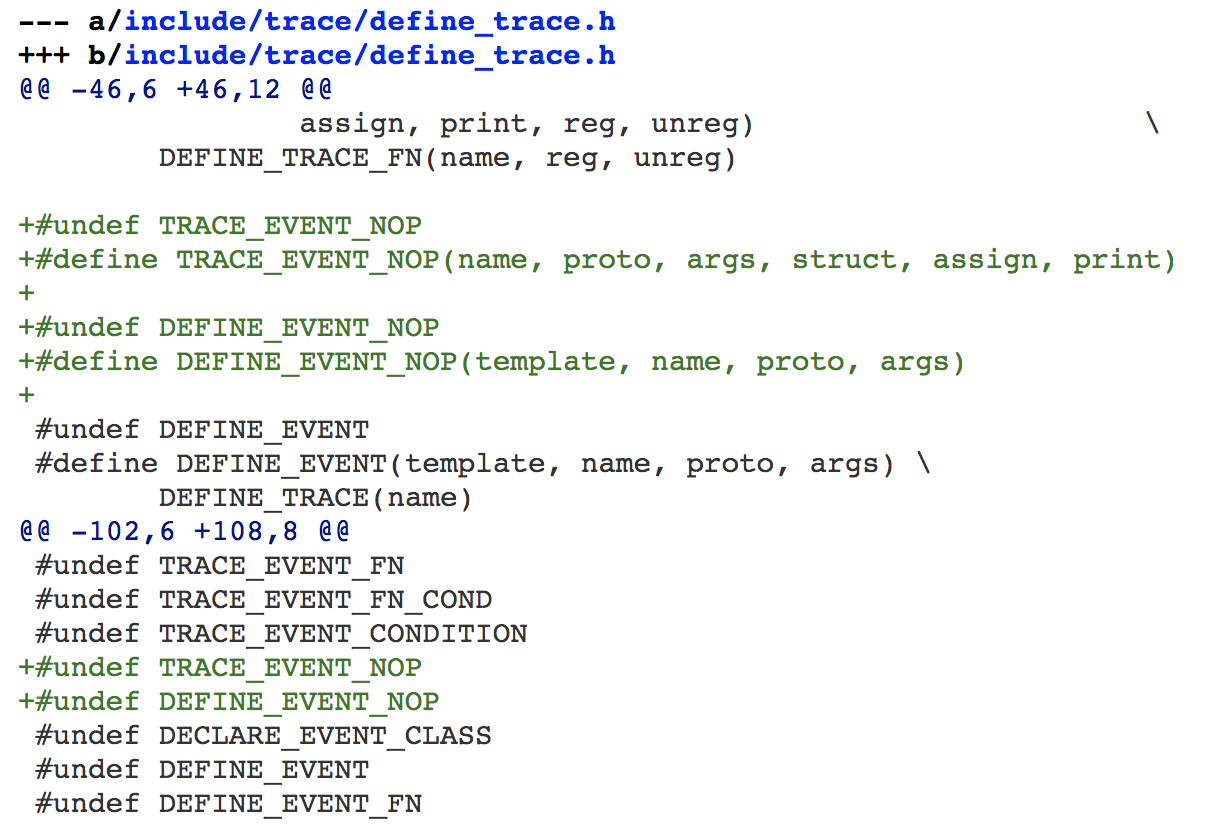 --- a/include/trace/define_trace.h
+++ b/include/trace/define_trace.h
@@ -46,6 +46,12 @@
                assign, print, reg, unreg)                      \
        DEFINE_TRACE_FN(name, reg, unreg)

+#undef TRACE_EVENT_NOP
+#define TRACE_EVENT_NOP(name, proto, args, struct, assign, print)
+
+#undef DEFINE_EVENT_NOP
+#define DEFINE_EVENT_NOP(template, name, proto, args)
+
 #undef DEFINE_EVENT
 #define DEFINE_EVENT(template, name, proto, args) \
        DEFINE_TRACE(name)
@@ -102,6 +108,8 @@
 #undef TRACE_EVENT_FN
 #undef TRACE_EVENT_FN_COND
 #undef TRACE_EVENT_CONDITION
+#undef TRACE_EVENT_NOP
+#undef DEFINE_EVENT_NOP
 #undef DECLARE_EVENT_CLASS
 #undef DEFINE_EVENT
 #undef DEFINE_EVENT_FN